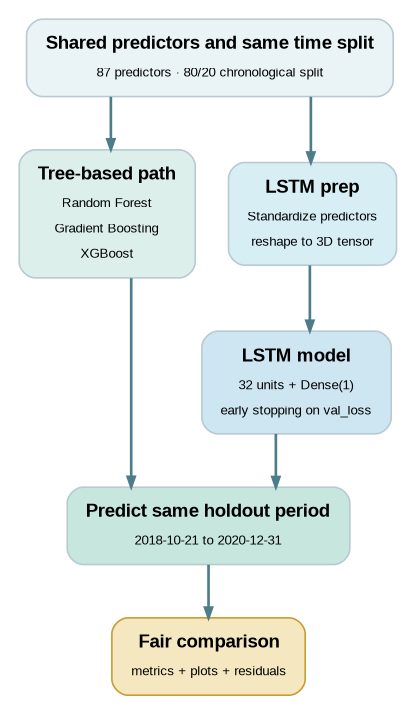 Shared predictors and same time split
87 predictors · 80/20 chronological split
Tree-based path
Random Forest
Gradient Boosting
XGBoost
LSTM prep
Standardize predictors
reshape to 3D tensor
LSTM model
32 units + Dense(1)
early stopping on val_loss
Predict same holdout period
2018-10-21 to 2020-12-31
Fair comparison
metrics + plots + residuals